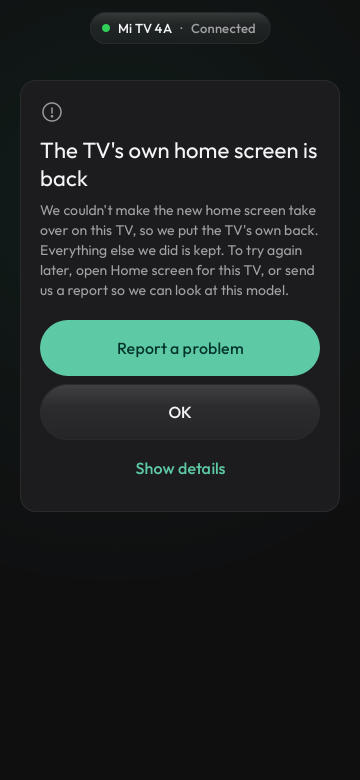 Mi TV 4A · Connected
The TV's own home screen is
back
We couldn't make the new home screen take
over on this TV, so we put the TV's own back.
Everything else we did is kept. To try again
later, open Home screen for this TV, or send
us a report so we can look at this model.
Report a problem
OK
Show details